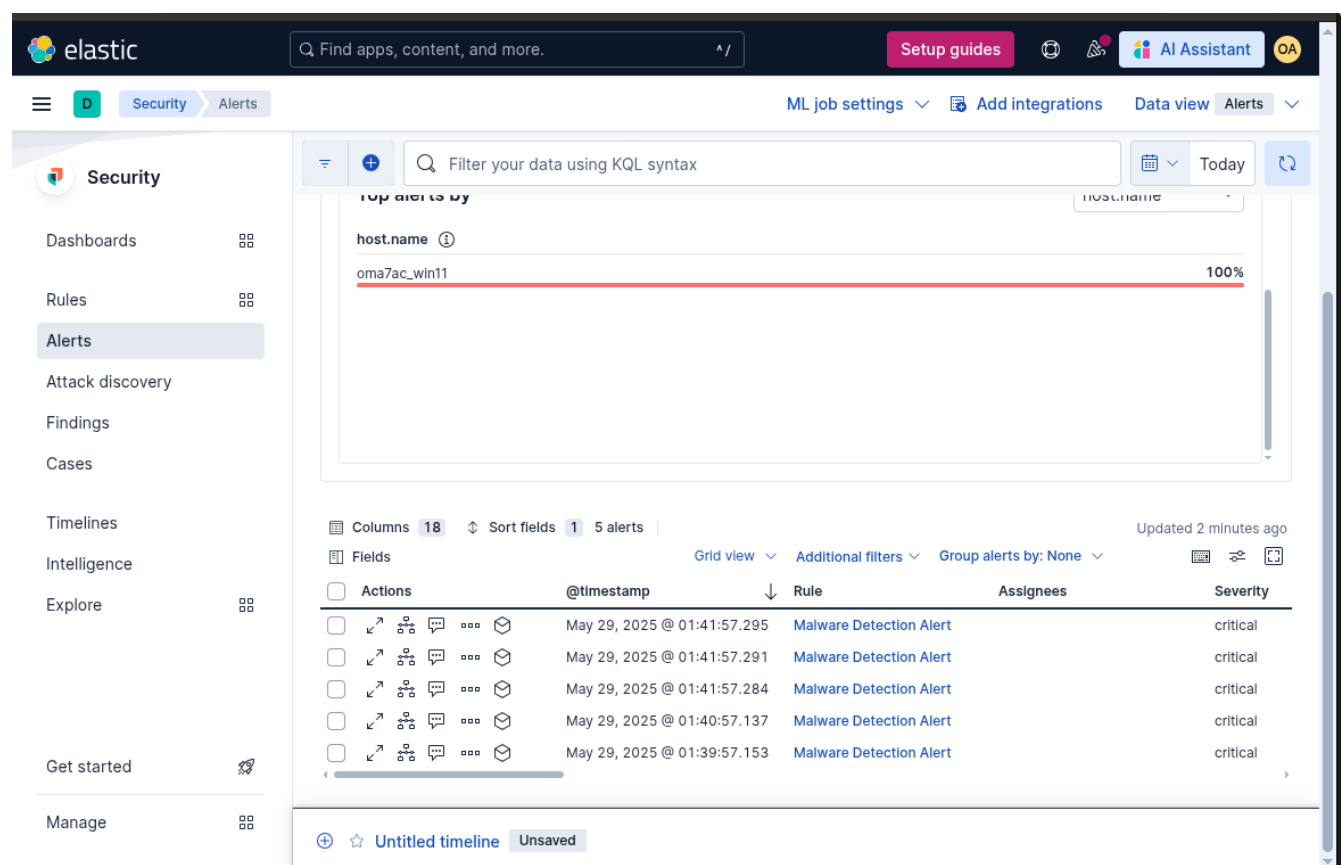 elastic
Find apps, content, and more.
^/
Setup guides
AI Assistant
OA
D
Security
Alerts
ML job settings
Add integrations
Data view Alerts
Security
Filter your data using KQL syntax
Today
Dashboards
Rules
Alerts
Attack discovery
Findings
Cases
Timelines
Intelligence
Explore
Get started
Manage
Top alerts by
host.name
host.name
oma7ac_win11 100%
Columns 18 Sort fields 1 5 alerts
Updated 2 minutes ago
Fields Grid view Additional filters Group alerts by: None
Actions @timestamp Rule Assignees Severity
May 29, 2025 @ 01:41:57.295 Malware Detection Alert critical
May 29, 2025 @ 01:41:57.291 Malware Detection Alert critical
May 29, 2025 @ 01:41:57.284 Malware Detection Alert critical
May 29, 2025 @ 01:40:57.137 Malware Detection Alert critical
May 29, 2025 @ 01:39:57.153 Malware Detection Alert critical
Untitled timeline Unsaved